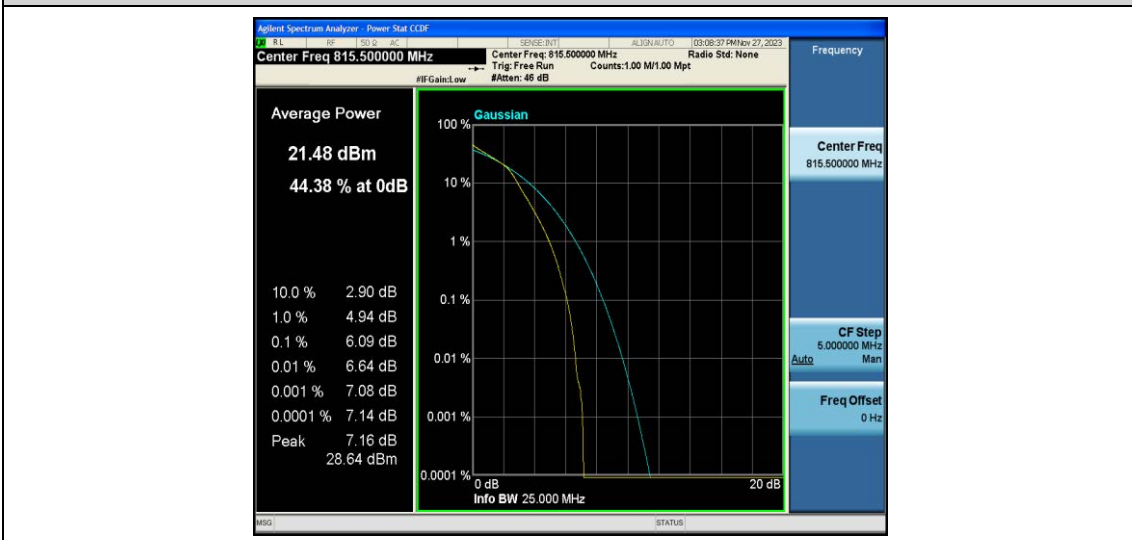 Agilent Spectrum Analyzer - Power Stat CCDF
RL RF 50 Ω AC SENSE:INT ALIGN AUTO 03:08:37 PM Nov 27, 2023
Center Freq 815.500000 MHz
Center Freq: 815.500000 MHz Radio Std: None
Trig: Free Run Counts:1.00 M/1.00 Mpt
#IFGain:Low #Atten: 46 dB
Frequency
Average Power
21.48 dBm
44.38 % at 0dB
10.0 % 2.90 dB
1.0 % 4.94 dB
0.1 % 6.09 dB
0.01 % 6.64 dB
0.001 % 7.08 dB
0.0001 % 7.14 dB
Peak 7.16 dB
28.64 dBm
Gaussian
100 %
10 %
1 %
0.1 %
0.01 %
0.001 %
0.0001 %
0 dB 20 dB
Info BW 25.000 MHz
Center Freq
815.500000 MHz
CF Step
5.000000 MHz
Auto Man
Freq Offset
0 Hz
MSG STATUS